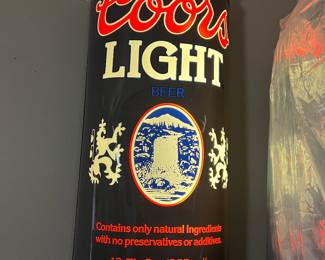 Coors
LIGHT
BEER
Contains only natural ingredients
with no preservatives or additives.